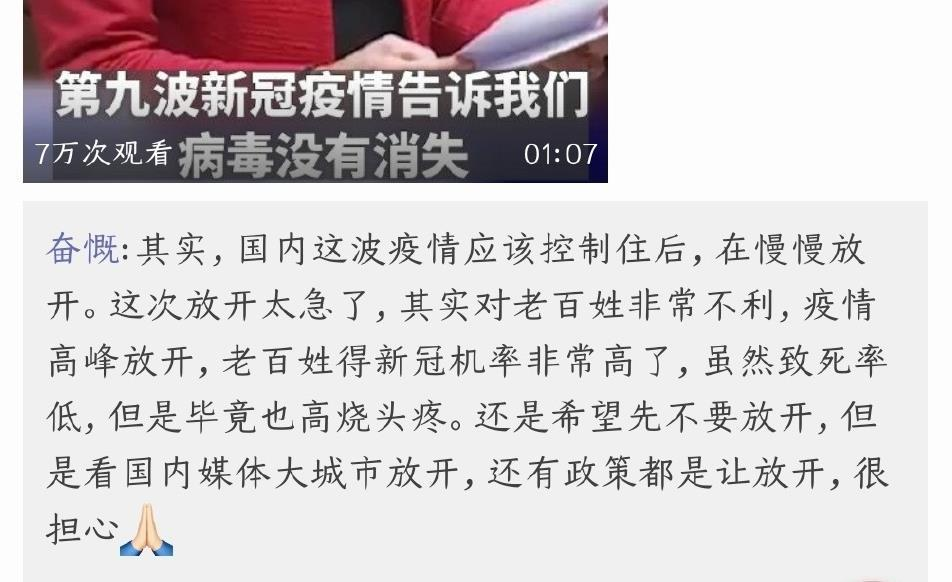 第九波新冠疫情告诉我们
7万次观看 病毒没有消失 01:07
奋慨:其实,国内这波疫情应该控制住后,在慢慢放
开。这次放开太急了,其实对老百姓非常不利,疫情
高峰放开,老百姓得新冠机率非常高了,虽然致死率
低,但是毕竟也高烧头疼。还是希望先不要放开,但
是看国内媒体大城市放开,还有政策都是让放开,很
担心🙏🏻